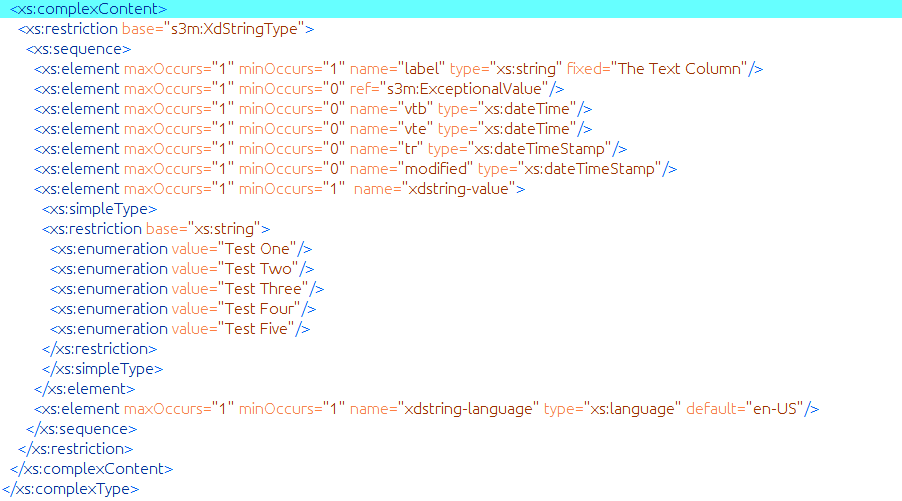 <xs:complexContent>
<xs:restriction base="s3m:XdStringType">
<xs:sequence>
<xs:element maxOccurs="1" minOccurs="1" name="label" type="xs:string" fixed="The Text Column"/>
<xs:element maxOccurs="1" minOccurs="0" ref="s3m:ExceptionalValue"/>
<xs:element maxOccurs="1" minOccurs="0" name="vtb" type="xs:dateTime"/>
<xs:element maxOccurs="1" minOccurs="0" name="vte" type="xs:dateTime"/>
<xs:element maxOccurs="1" minOccurs="0" name="tr" type="xs:dateTimeStamp"/>
<xs:element maxOccurs="1" minOccurs="0" name="modified" type="xs:dateTimeStamp"/>
<xs:element maxOccurs="1" minOccurs="1"  name="xdstring-value">
<xs:simpleType>
<xs:restriction base="xs:string">
<xs:enumeration value="Test One"/>
<xs:enumeration value="Test Two"/>
<xs:enumeration value="Test Three"/>
<xs:enumeration value="Test Four"/>
<xs:enumeration value="Test Five"/>
</xs:restriction>
</xs:simpleType>
</xs:element>
<xs:element maxOccurs="1" minOccurs="1" name="xdstring-language" type="xs:language" default="en-US"/>
</xs:sequence>
</xs:restriction>
</xs:complexContent>
</xs:complexType>